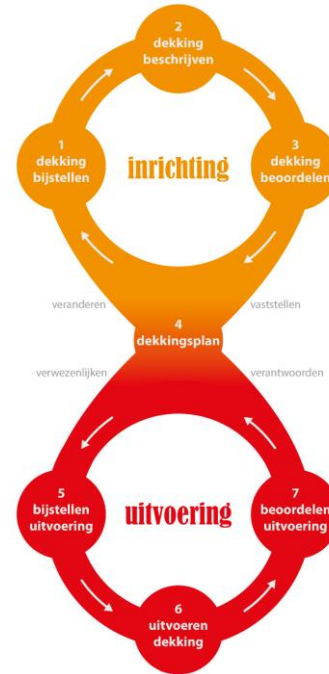 2
dekking
beschrijven
1
dekking
bijstellen
inrichting
3
dekking
beoordelen
veranderen
vaststellen
4
dekkingsplan
verwezenlijken
verantwoorden
5
bijstellen
uitvoering
uitvoering
7
beoordelen
uitvoering
6
uitvoeren
dekking